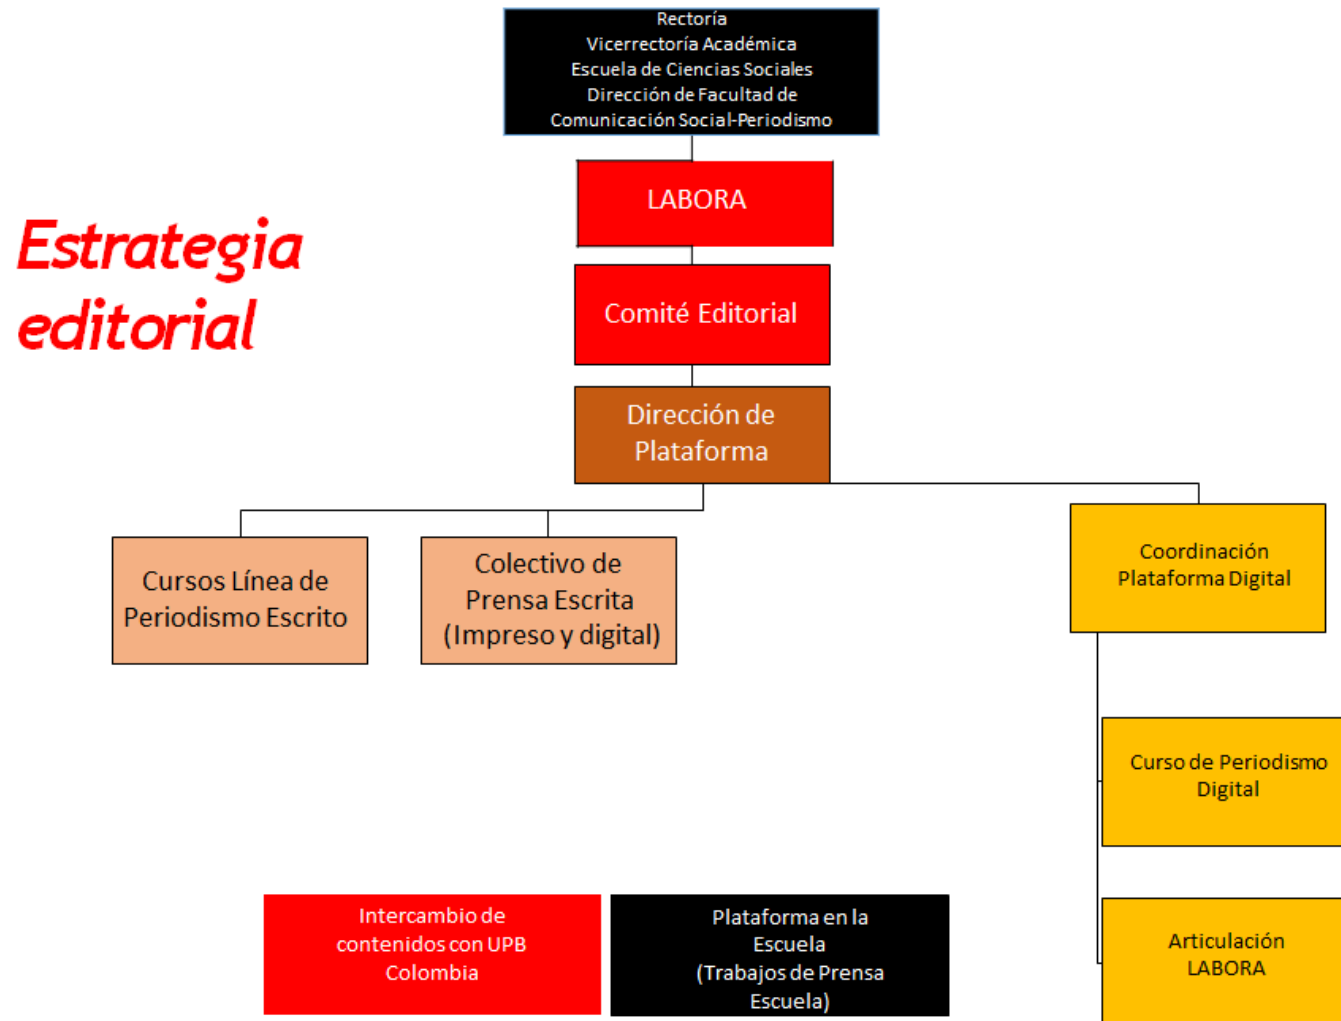 Rectoría
Vicerrectoría Académica
Escuela de Ciencias Sociales
Dirección de Facultad de
Comunicación Social-Periodismo
LABORA
Estrategia
editorial
Comité Editorial
Dirección de
Plataforma
Cursos Línea de
Periodismo Escrito
Colectivo de
Prensa Escrita
(Impreso y digital)
Coordinación
Plataforma Digital
Curso de Periodismo
Digital
Intercambio de
contenidos con UPB
Colombia
Plataforma en la
Escuela
(Trabajos de Prensa
Escuela)
Articulación
LABORA